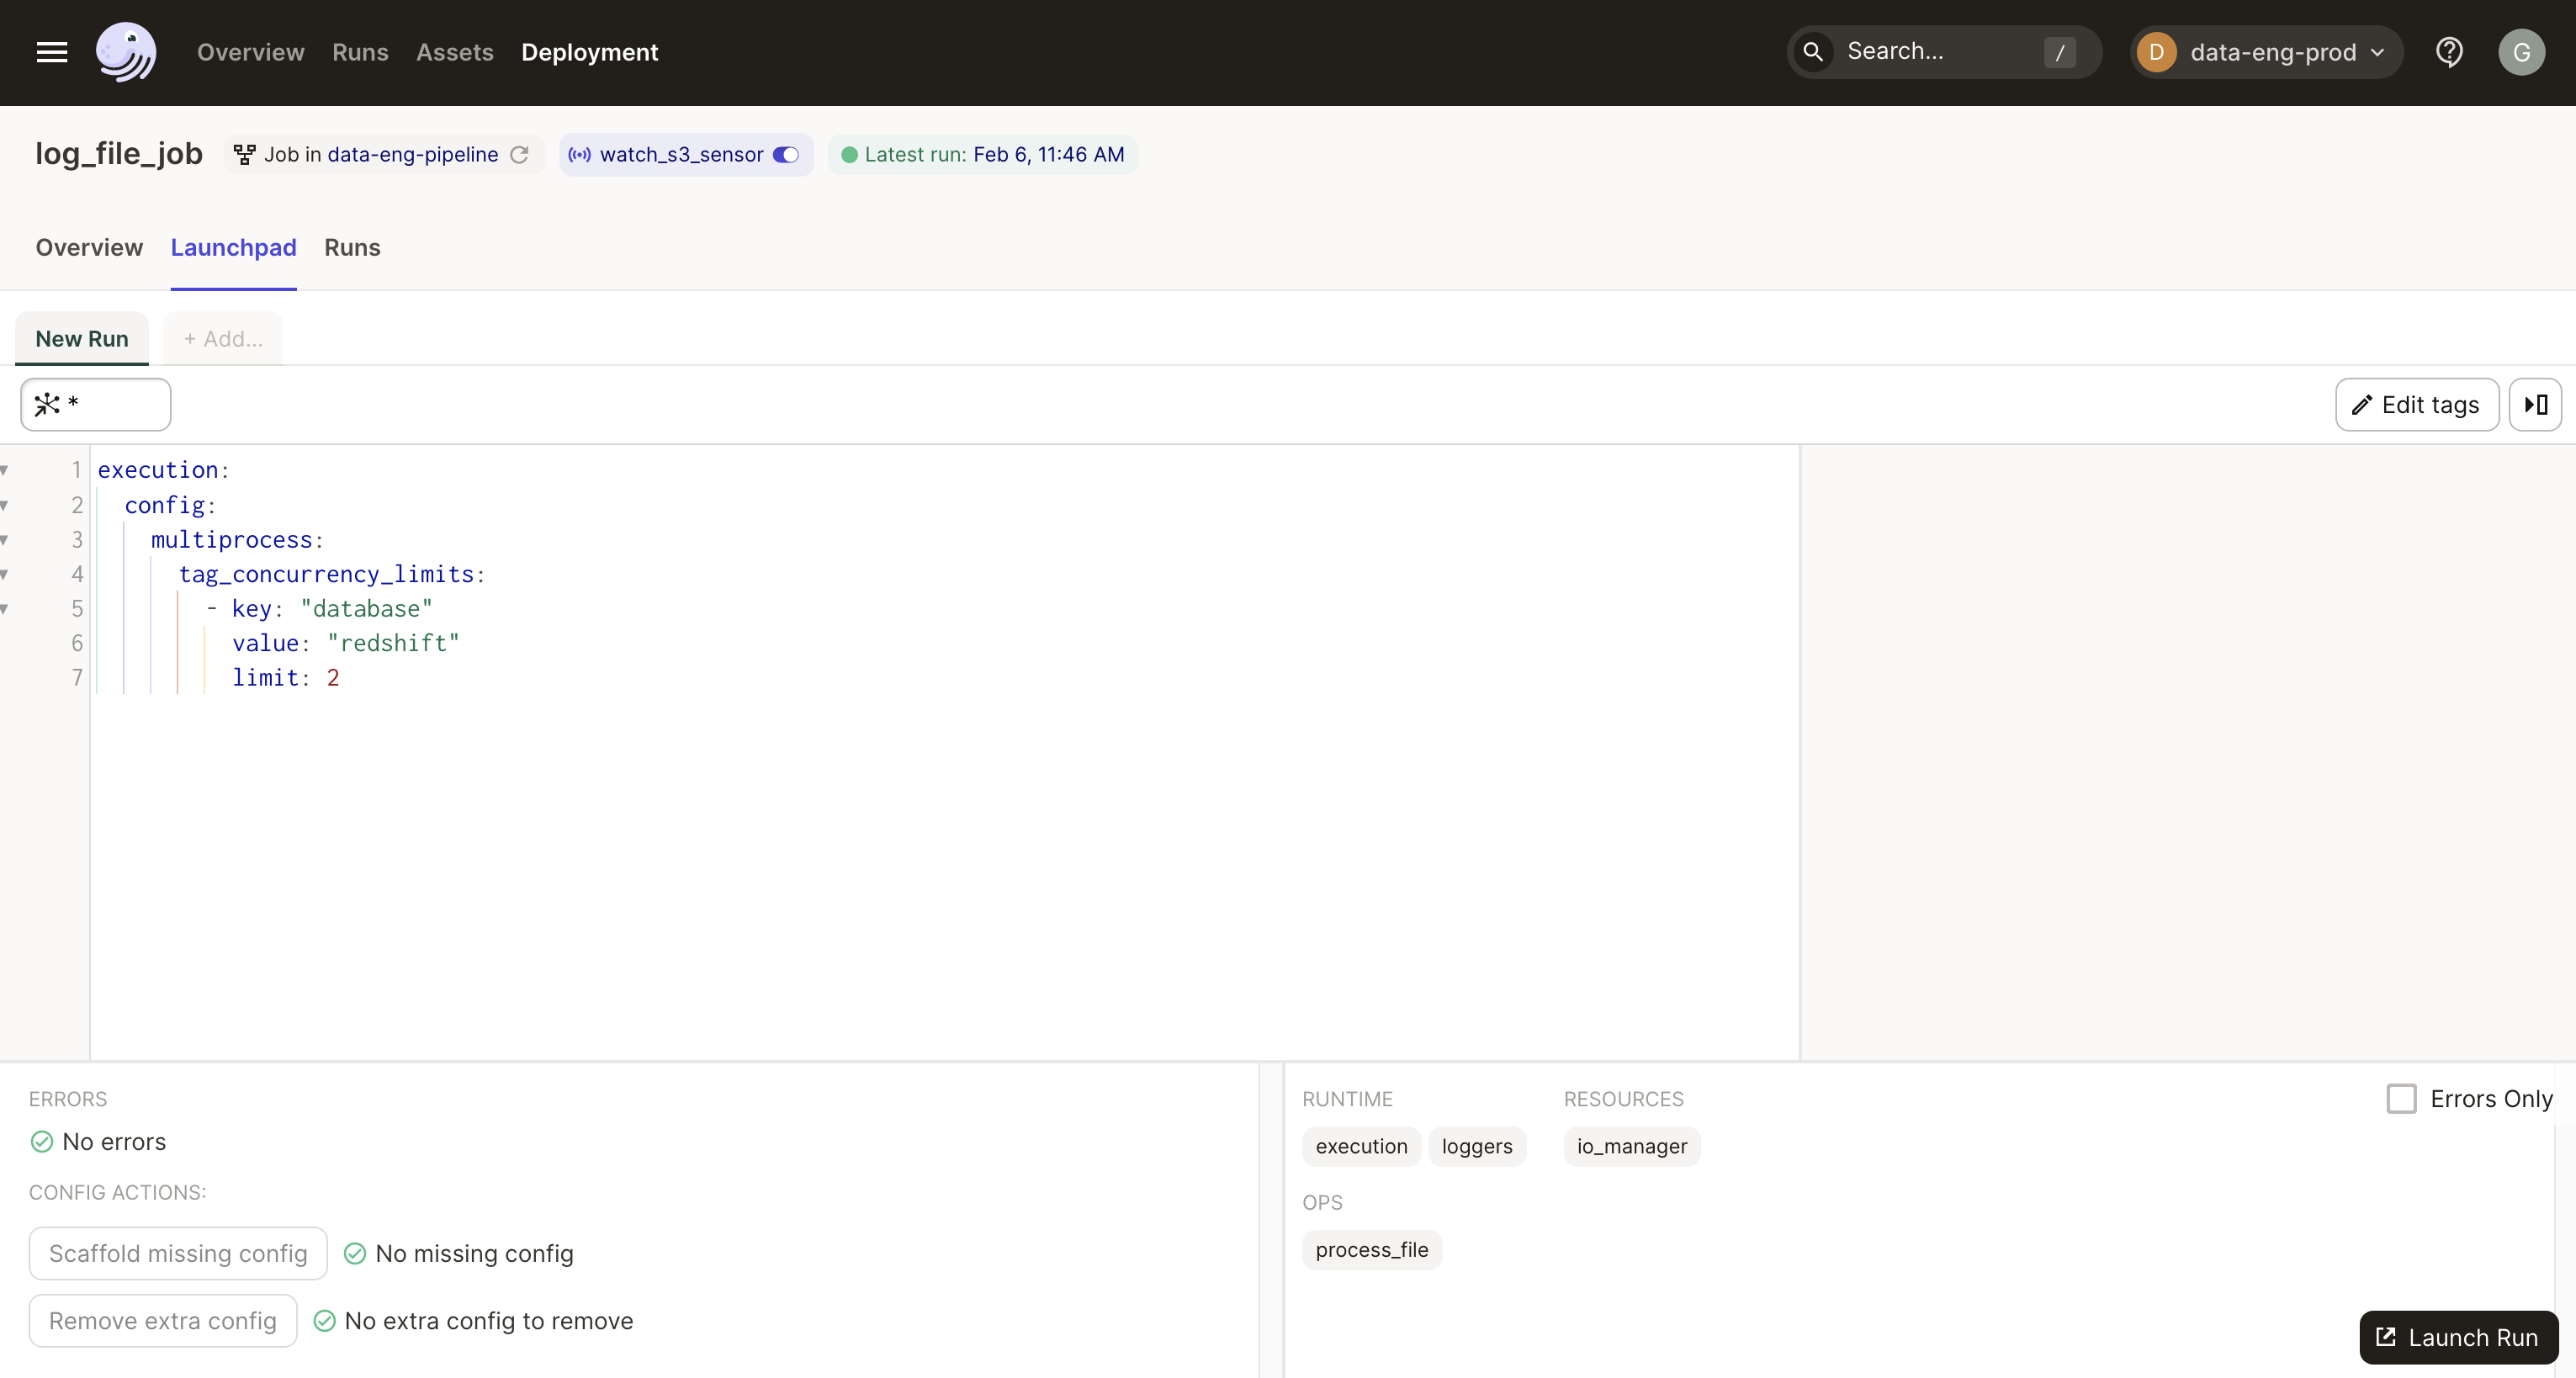 Overview Runs Assets Deployment Search... / D data-eng-prod G
log_file_job Job in data-eng-pipeline watch_s3_sensor Latest run: Feb 6, 11:46 AM
Overview Launchpad Runs
New Run + Add...
* Edit tags
1 execution:
2 config:
3 multiprocess:
4 tag_concurrency_limits:
5 - key: "database"
6 value: "redshift"
7 limit: 2
ERRORS
No errors
CONFIG ACTIONS:
Scaffold missing config No missing config
Remove extra config No extra config to remove
RUNTIME RESOURCES Errors Only
execution loggers io_manager
OPS
process_file
Launch Run